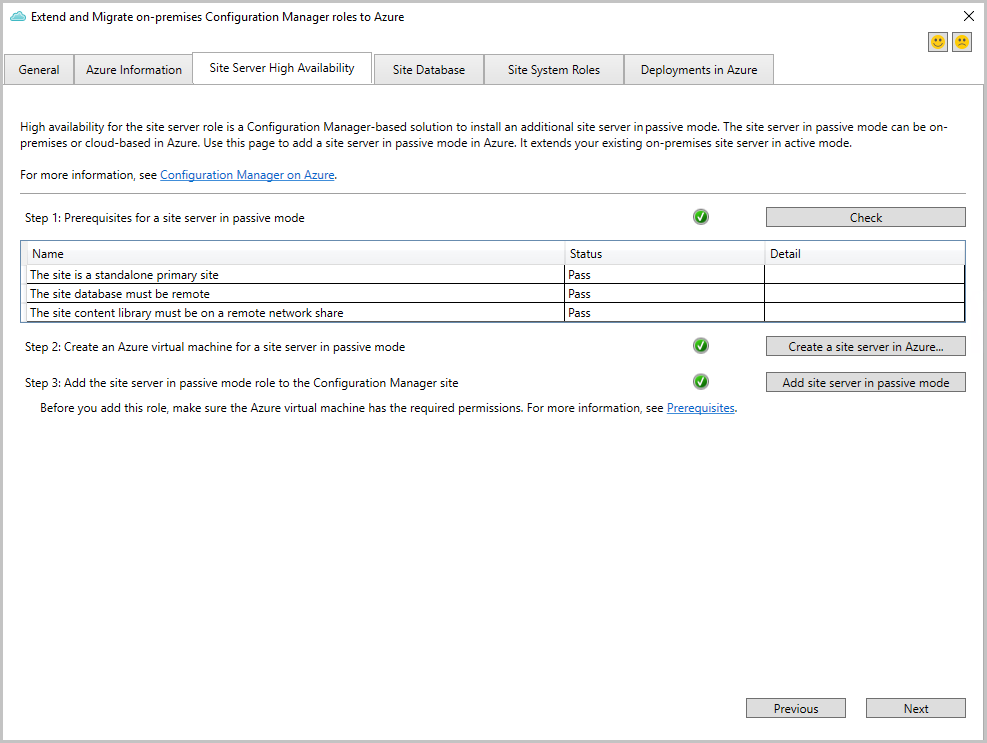 Extend and Migrate on-premises Configuration Manager roles to Azure
General
Azure Information
Site Server High Availability
Site Database
Site System Roles
Deployments in Azure
High availability for the site server role is a Configuration Manager-based solution to install an additional site server in passive mode. The site server in passive mode can be on-
premises or cloud-based in Azure. Use this page to add a site server in passive mode in Azure. It extends your existing on-premises site server in active mode.
For more information, see Configuration Manager on Azure.
Step 1: Prerequisites for a site server in passive mode
Check
Name Status Detail
The site is a standalone primary site Pass
The site database must be remote Pass
The site content library must be on a remote network share Pass
Step 2: Create an Azure virtual machine for a site server in passive mode
Create a site server in Azure...
Step 3: Add the site server in passive mode role to the Configuration Manager site
Add site server in passive mode
Before you add this role, make sure the Azure virtual machine has the required permissions. For more information, see Prerequisites.
Previous
Next